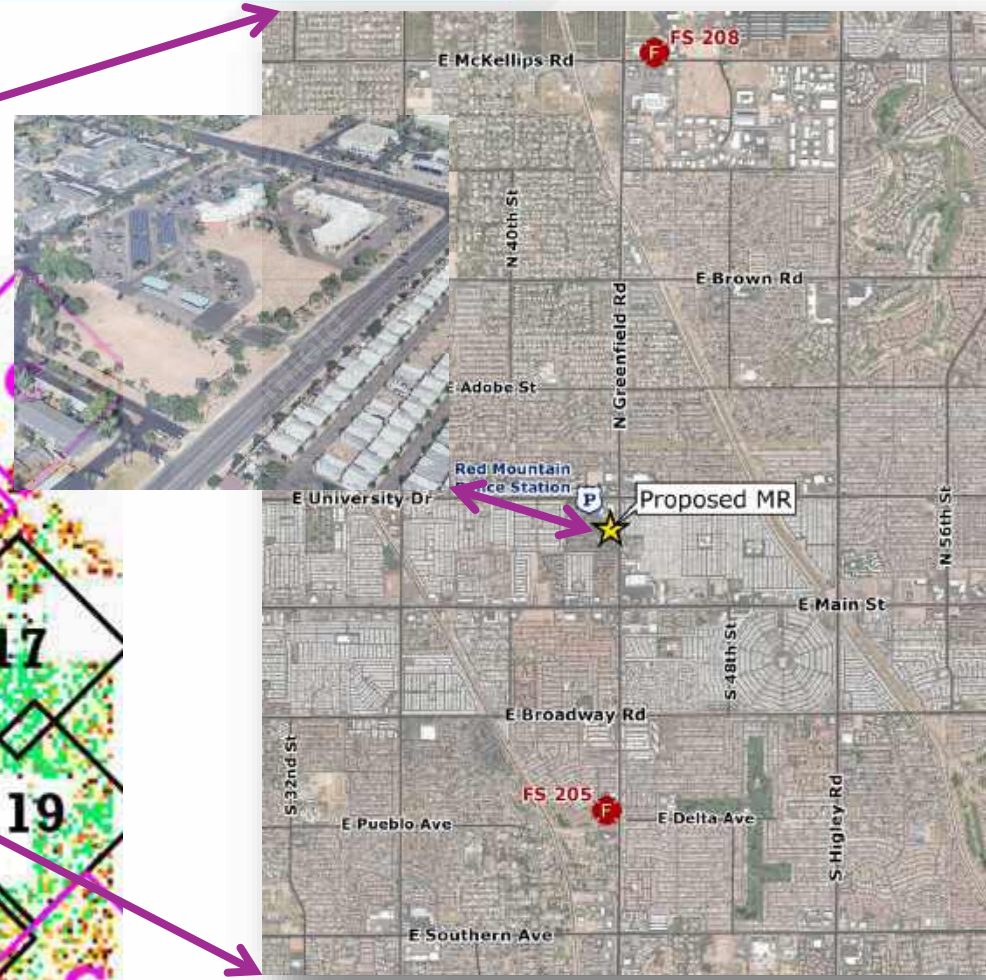 FS 208
E McKellips Rd
N 40th St
E Brown Rd
N Greenfield Rd
E Adobe St
Red Mountain
Station
E University Dr
P
Proposed MR
N 56th St
E Main St
17
S 48th St
E Broadway Rd
S 32nd St
19
FS 205
F
E Pueblo Ave
E Delta Ave
S Higley Rd
E Southern Ave
F